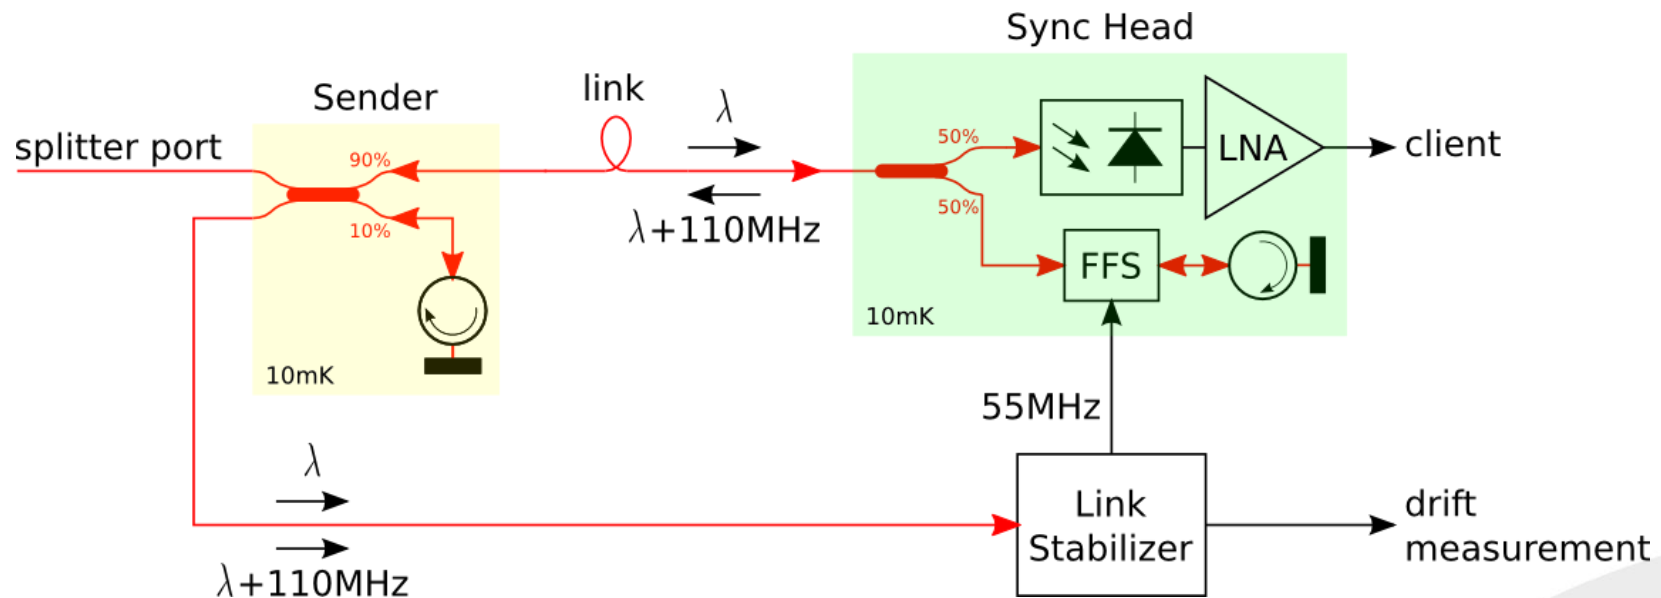 Sync Head
Sender
link
λ
splitter port
90%
50%
LNA
client
50%
10%
λ+110MHz
FFS
10mK
10mK
55MHz
λ
Link
Stabilizer
drift
measurement
λ+110MHz